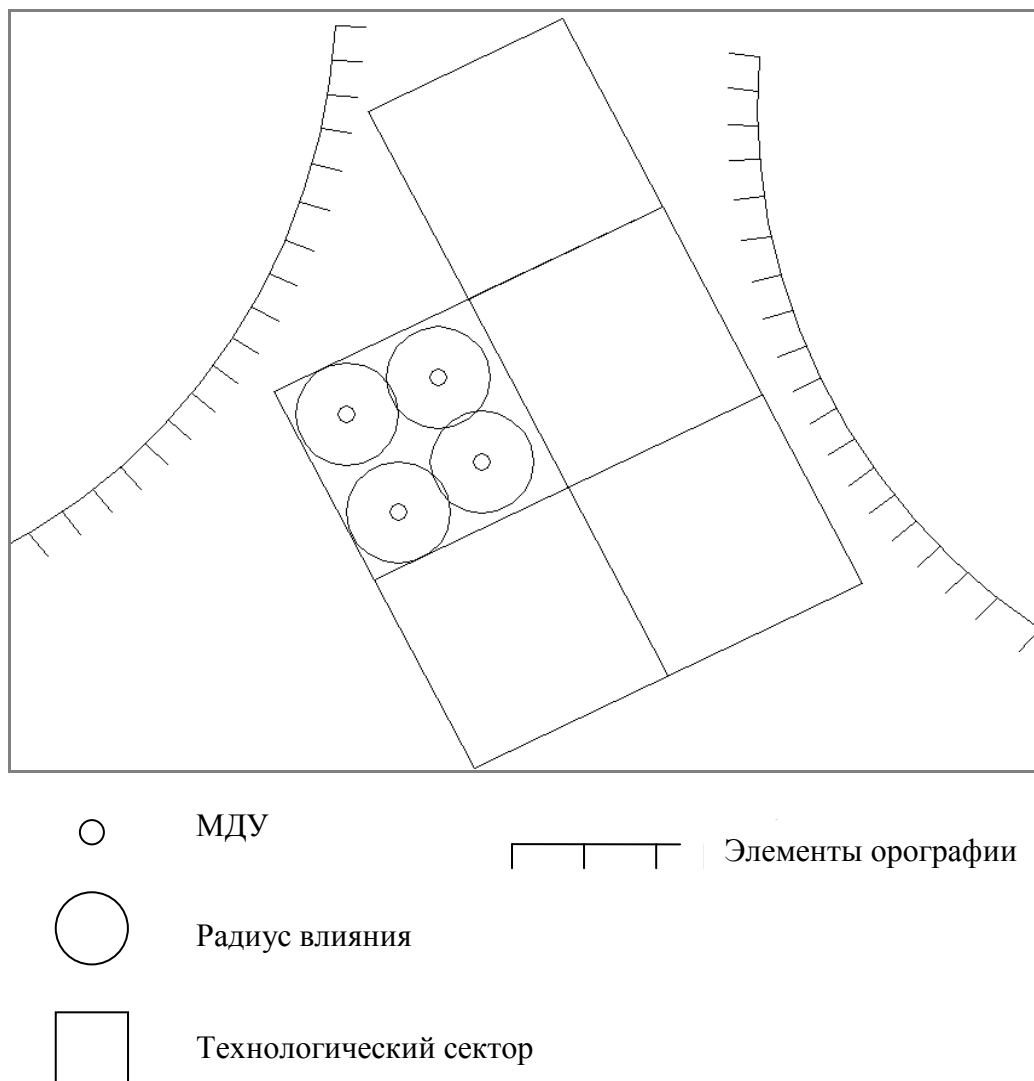 МДУ
Элементы орографии
Радиус влияния
Технологический сектор